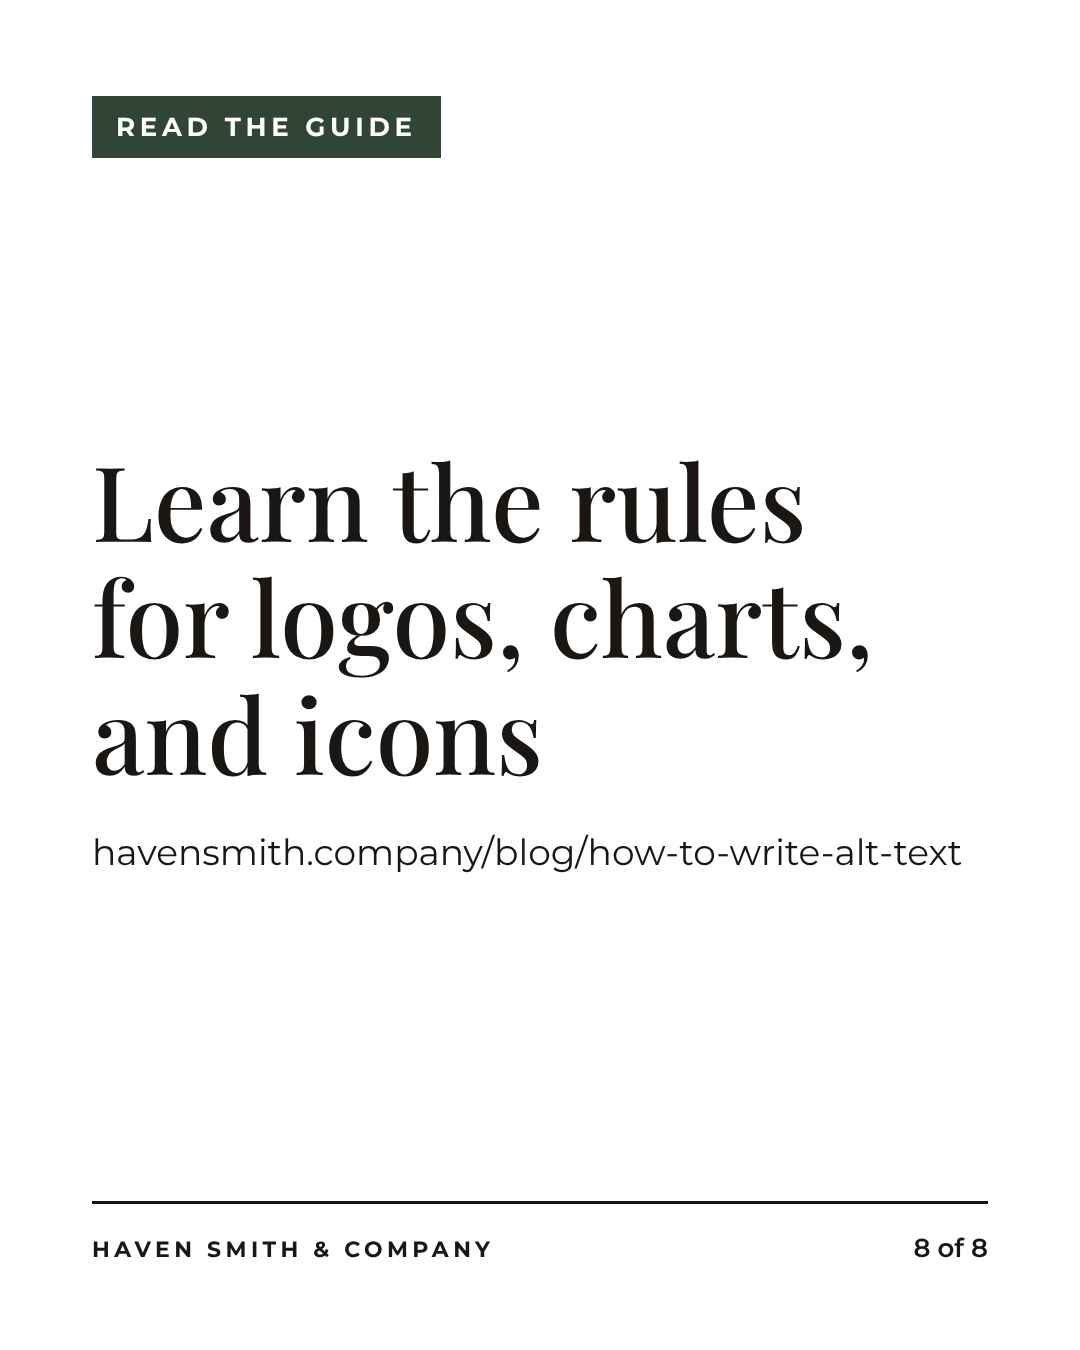 READ THE GUIDE
Learn the rules
for logos, charts,
and icons
havensmith.company/blog/how-to-write-alt-text
HAVEN SMITH & COMPANY
8 of 8